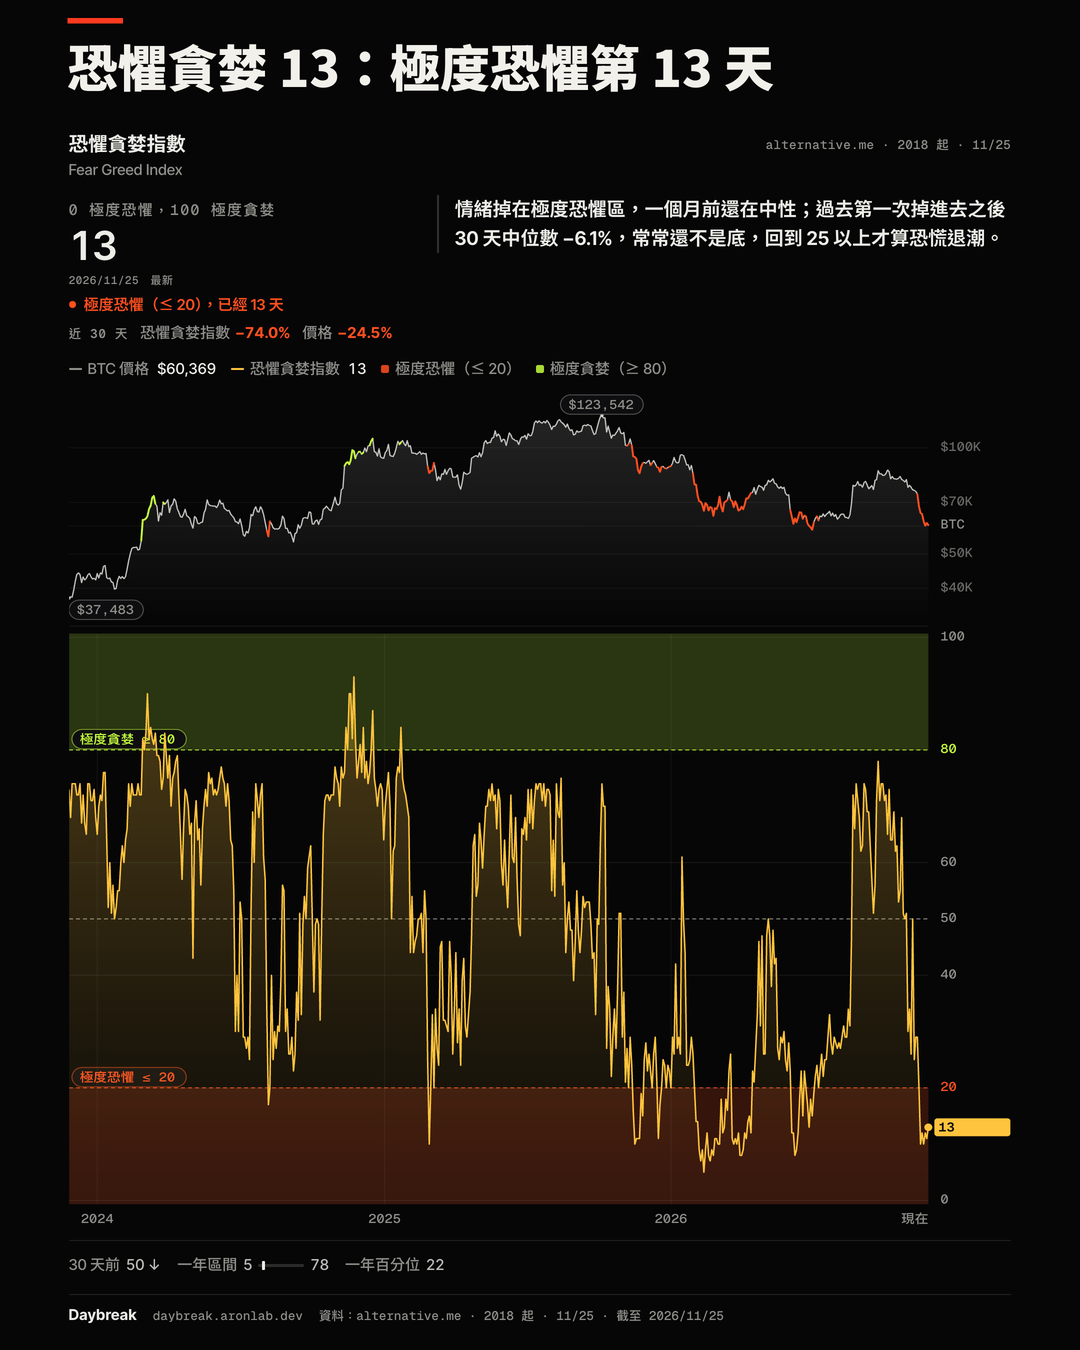 恐懼貪婪 13：極度恐懼第 13 天
恐懼貪婪指數
Fear Greed Index
alternative.me · 2018 起 · 11/25
0 極度恐懼，100 極度貪婪
13
2026/11/25 最新
極度恐懼（≤ 20），已經 13 天
近 30 天 恐懼貪婪指數 −74.0% 價格 −24.5%
情緒掉在極度恐懼區，一個月前還在中性；過去第一次掉進去之後
30 天中位數 −6.1%，常常還不是底，回到 25 以上才算恐慌退潮。
BTC 價格 $60,369 恐懼貪婪指數 13 極度恐懼（≤ 20） 極度貪婪（≥ 80）
$123,542
$100K
$70K
BTC
$50K
$40K
$37,483
100
極度貪婪 ≥ 80
80
60
50
40
極度恐懼 ≤ 20
20
13
0
2024 2025 2026 現在
30 天前 50 ↓ 一年區間 5 78 一年百分位 22
Daybreak daybreak.aronlab.dev 資料：alternative.me · 2018 起 · 11/25 · 截至 2026/11/25